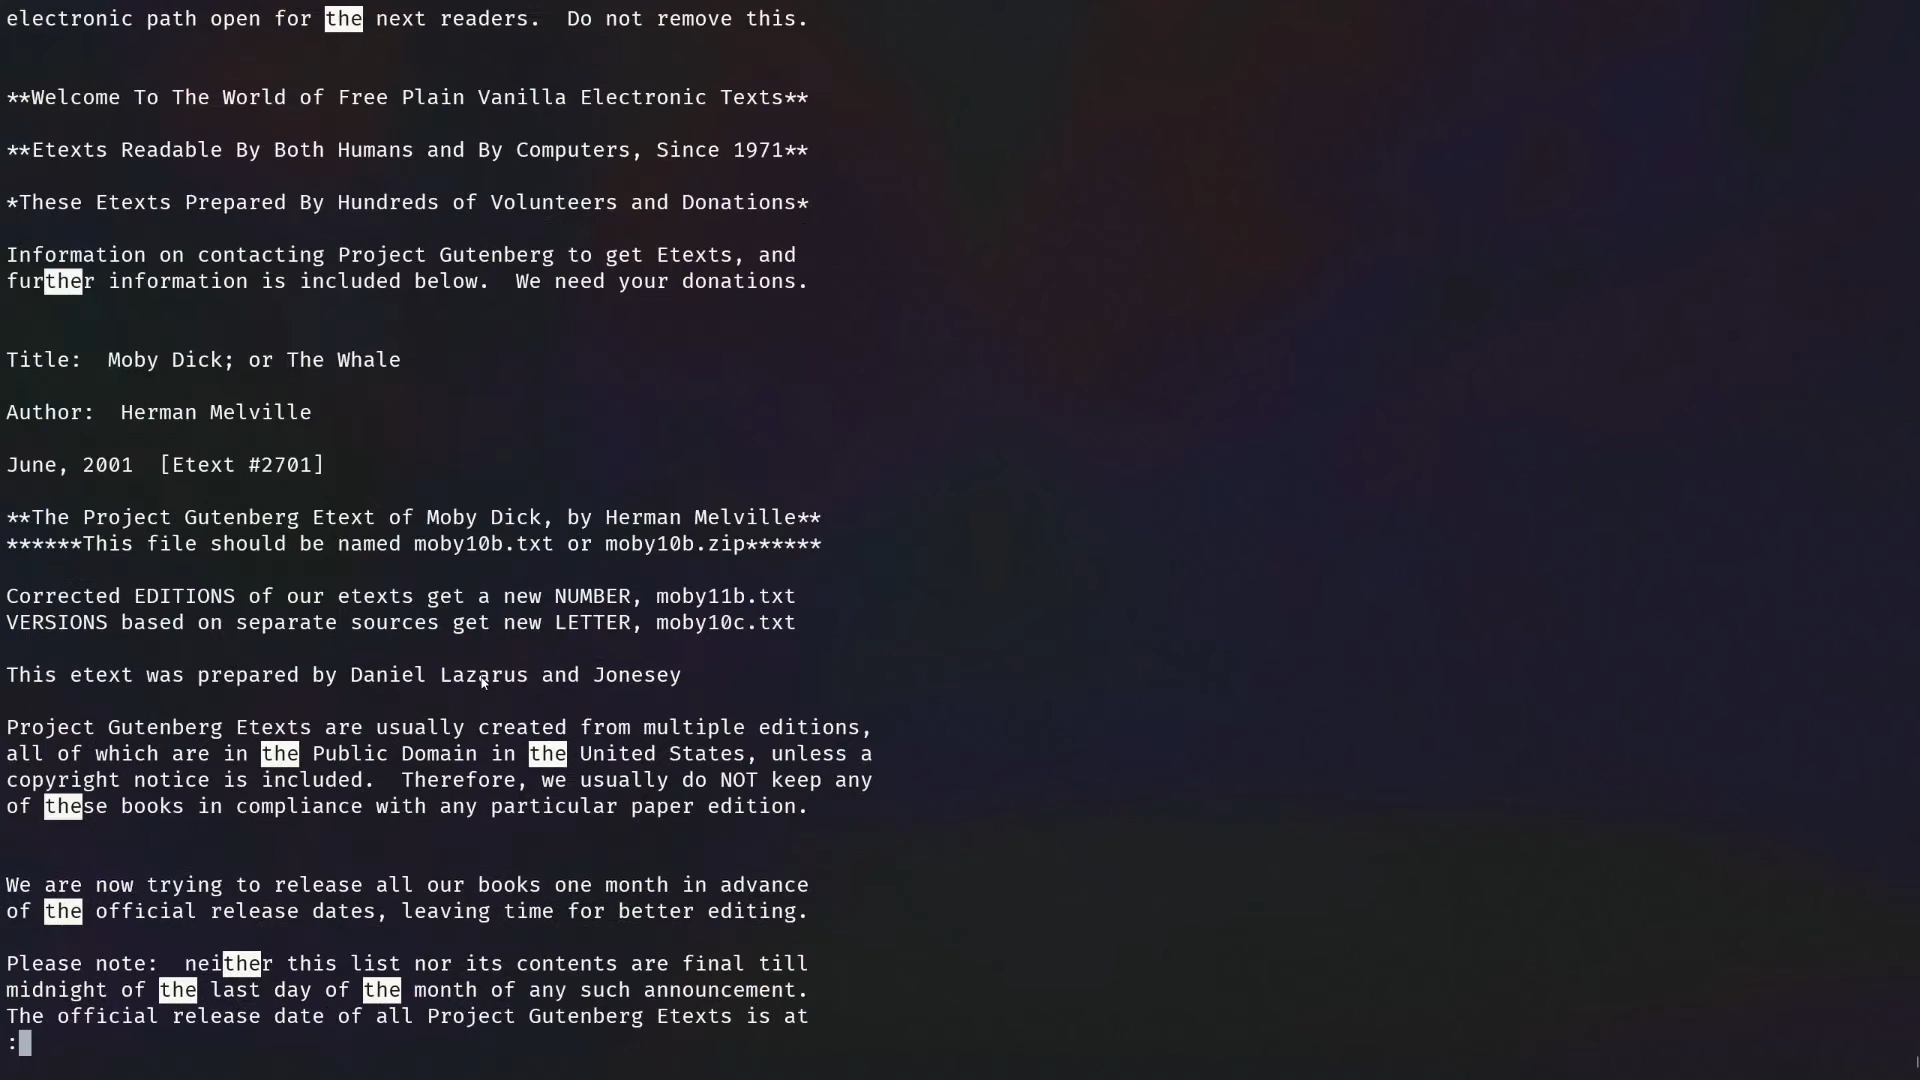 electronic path open for the next readers.  Do not remove this.
**Welcome To The World of Free Plain Vanilla Electronic Texts**
**Etexts Readable By Both Humans and By Computers, Since 1971**
*These Etexts Prepared By Hundreds of Volunteers and Donations*
Information on contacting Project Gutenberg to get Etexts, and
further information is included below.  We need your donations.
Title:  Moby Dick; or The Whale
Author:  Herman Melville
June, 2001  [Etext #2701]
**The Project Gutenberg Etext of Moby Dick, by Herman Melville**
******This file should be named moby10b.txt or moby10b.zip******
Corrected EDITIONS of our etexts get a new NUMBER, moby11b.txt
VERSIONS based on separate sources get new LETTER, moby10c.txt
This etext was prepared by Daniel Lazarus and Jonesey
Project Gutenberg Etexts are usually created from multiple editions,
all of which are in the Public Domain in the United States, unless a
copyright notice is included.  Therefore, we usually do NOT keep any
of these books in compliance with any particular paper edition.
We are now trying to release all our books one month in advance
of the official release dates, leaving time for better editing.
Please note:  neither this list nor its contents are final till
midnight of the last day of the month of any such announcement.
The official release date of all Project Gutenberg Etexts is at
: